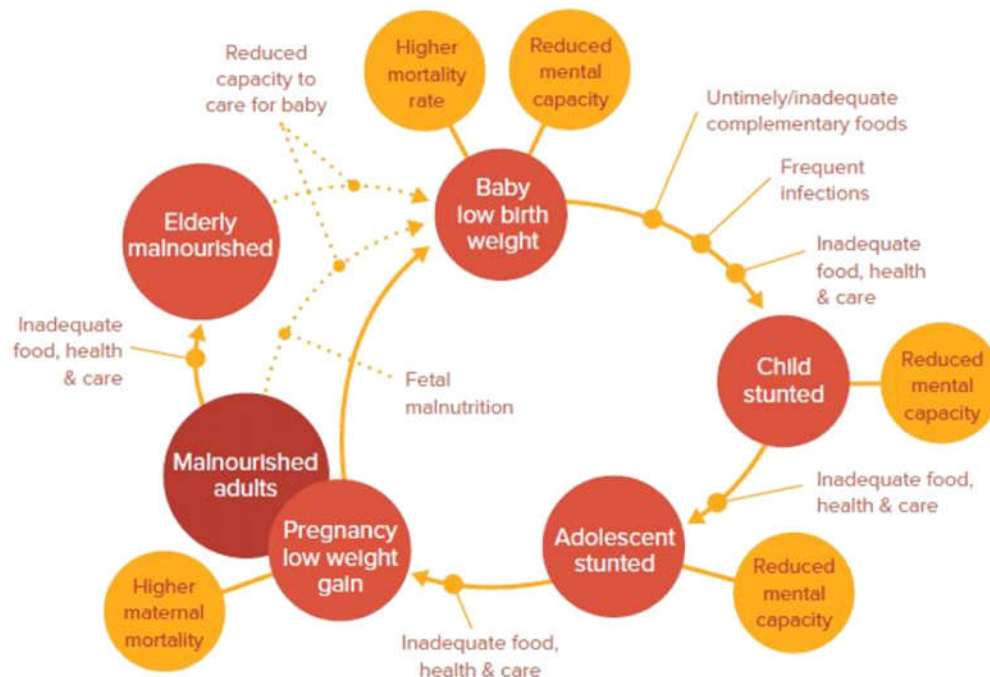 Reduced
capacity to
care for baby
Higher
mortality
rate
Reduced
mental
capacity
Untimely/inadequate
complementary foods
Frequent
infections
Inadequate
food, health
& care
Baby
low birth
weight
Elderly
malnourished
Inadequate
food, health
& care
Fetal
malnutrition
Child
stunted
Reduced
mental
capacity
Malnourished
adults
Pregnancy
low weight
gain
Adolescent
stunted
Inadequate food,
health & care
Reduced
mental
capacity
Higher
maternal
mortality
Inadequate food,
health & care